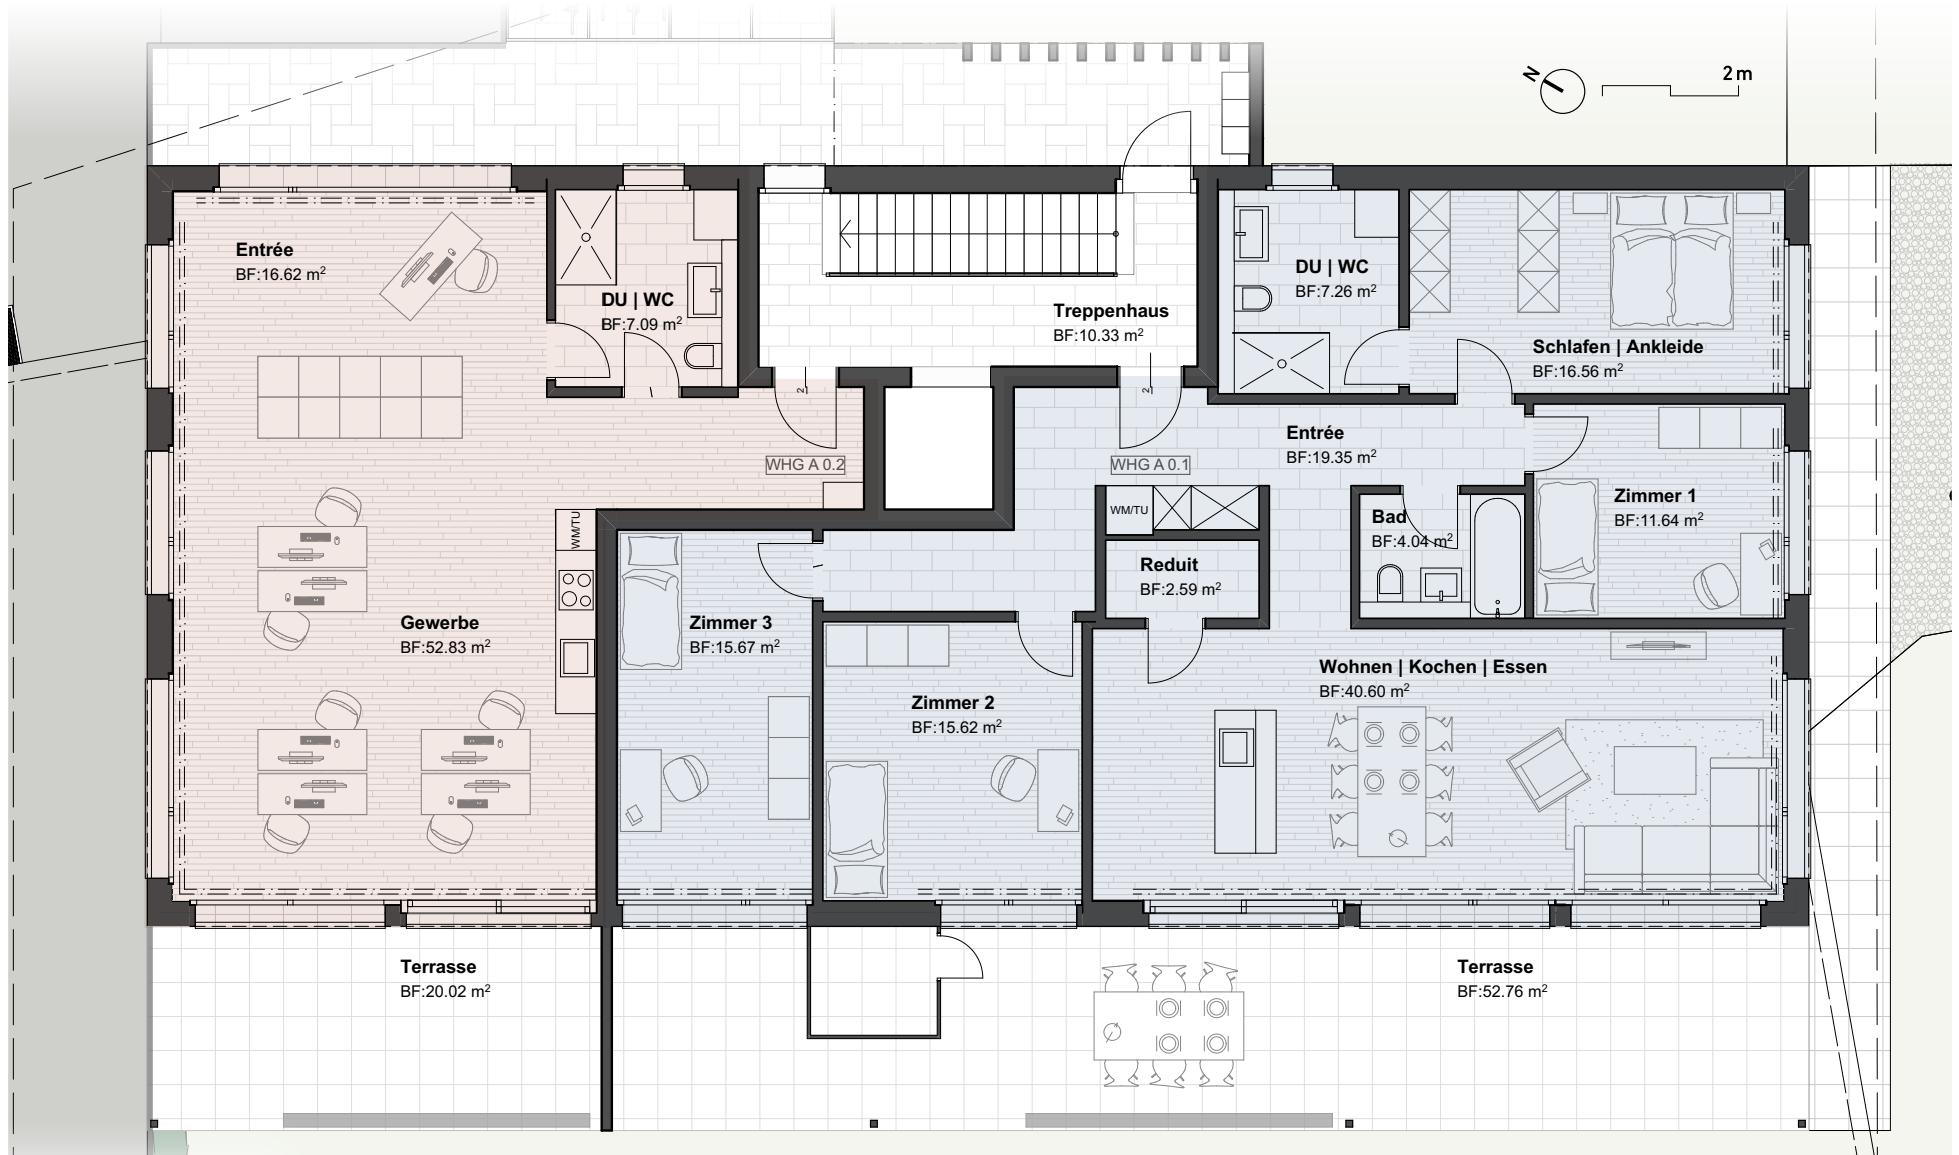 N
2 m
Entrée
BF:16.62 m²
DU | WC
BF:7.09 m²
Treppenhaus
BF:10.33 m²
DU | WC
BF:7.26 m²
Schlafen | Ankleide
BF:16.56 m²
2
2
WHG A 0.2
WHG A 0.1
Entrée
BF:19.35 m²
Zimmer 1
BF:11.64 m²
WM/TU
WM/TU
Bad
BF:4.04 m²
Reduit
BF:2.59 m²
Gewerbe
BF:52.83 m²
Zimmer 3
BF:15.67 m²
Wohnen | Kochen | Essen
BF:40.60 m²
Zimmer 2
BF:15.62 m²
Terrasse
BF:20.02 m²
Terrasse
BF:52.76 m²